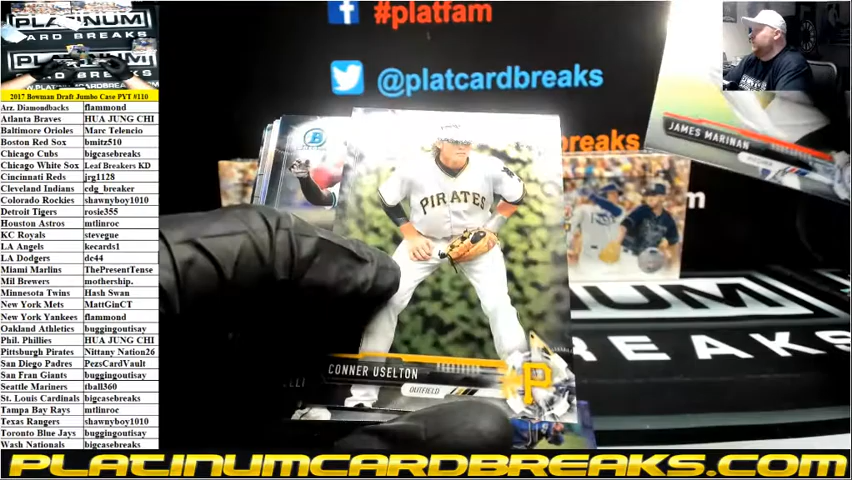 PLATINUM
CARD BREAKS
2017 Bowman Draft Jumbo Case PYT #110
Arz. Diamondbacks flammond
Atlanta Braves HUA JUNG CHI
Baltimore Orioles Marc Telencio
Boston Red Sox bmitz510
Chicago Cubs bigcasebreaks
Chicago White Sox Leaf Breakers KD
Cincinnati Reds jrg1128
Cleveland Indians cdg_breaker
Colorado Rockies shawnyboy1010
Detroit Tigers rosie355
Houston Astros mtlinroc
KC Royals stevegue
LA Angels kecards1
LA Dodgers dc44
Miami Marlins ThePresentTense
Mil Brewers mothership.
Minnesota Twins Hash Swan
New York Mets MattGinCT
New York Yankees flammond
Oakland Athletics buggingoutisay
Phil. Phillies HUA JUNG CHI
Pittsburgh Pirates Nittany Nation26
San Diego Padres PezsCardVault
San Fran Giants buggingoutisay
Seattle Mariners tball360
St. Louis Cardinals bigcasebreaks
Tampa Bay Rays mtlinroc
Texas Rangers shawnyboy1010
Toronto Blue Jays buggingoutisay
Wash Nationals bigcasebreaks
#platfam
@platcardbreaks
JAMES MARINAN
PIRATES
CONNER USELTON
OUTFIELD
P
PLATINUMCARDBREAKS.COM